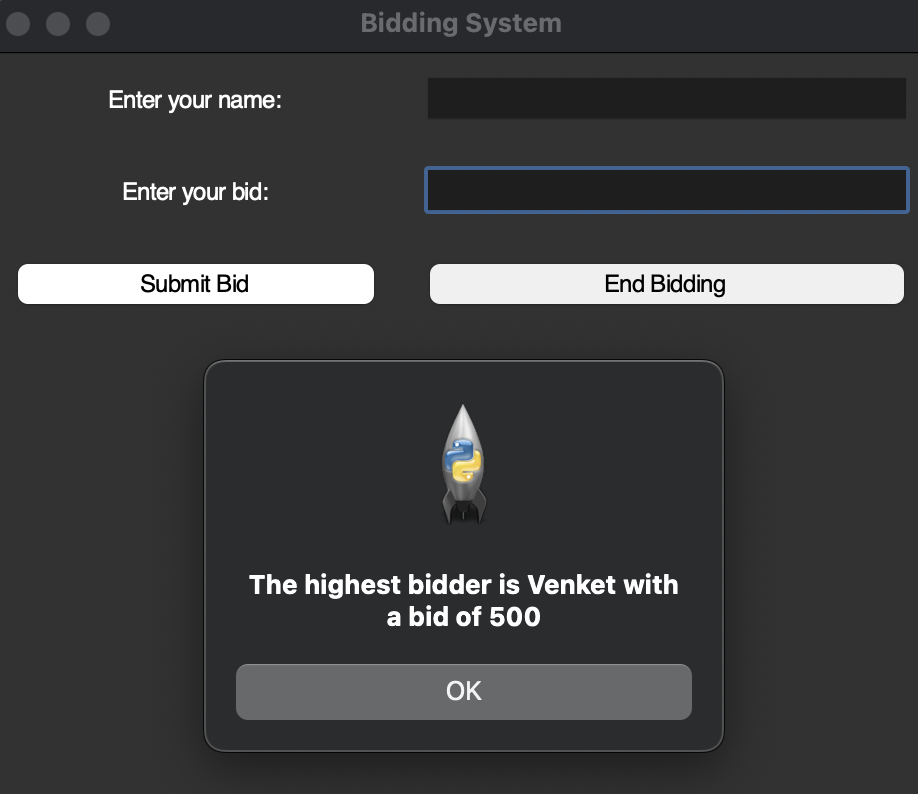 Bidding System
Enter your name:
Enter your bid:
Submit Bid
End Bidding
The highest bidder is Venket with
a bid of 500
OK